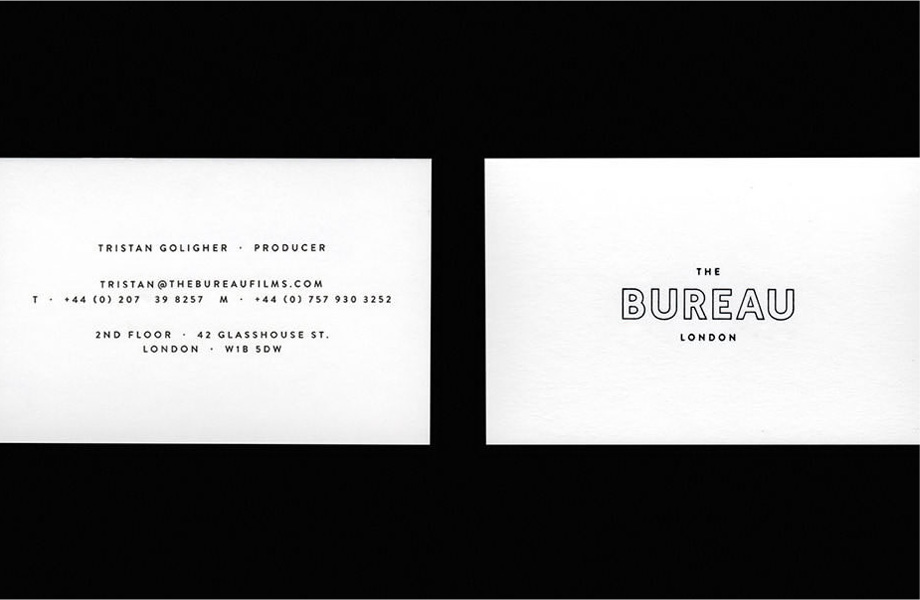 TRISTAN GOLIGHER · PRODUCER
TRISTAN@THEBUREAUFILMS.COM
T · +44 (0) 207 39 8257 M · +44 (0) 757 930 3252
2ND FLOOR · 42 GLASSHOUSE ST.
LONDON · W1B 5DW
THE
BUREAU
LONDON